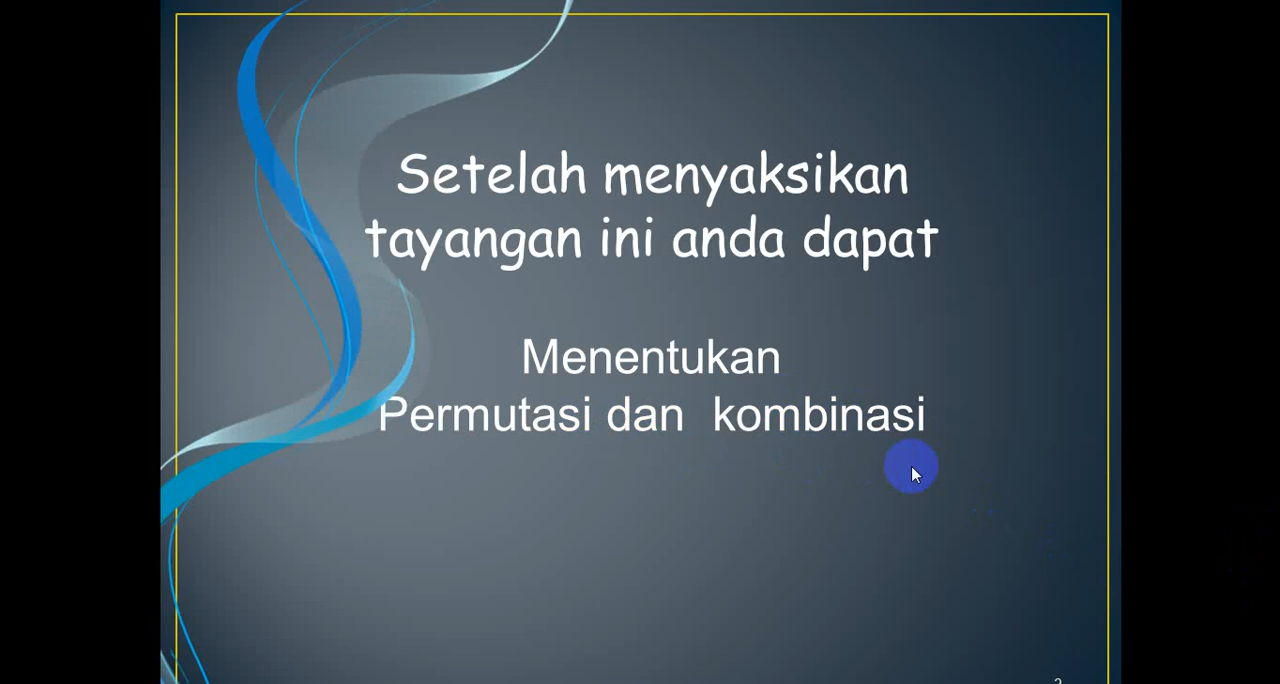 Setelah menyaksikan
tayangan ini anda dapat
Menentukan
Permutasi dan kombinasi